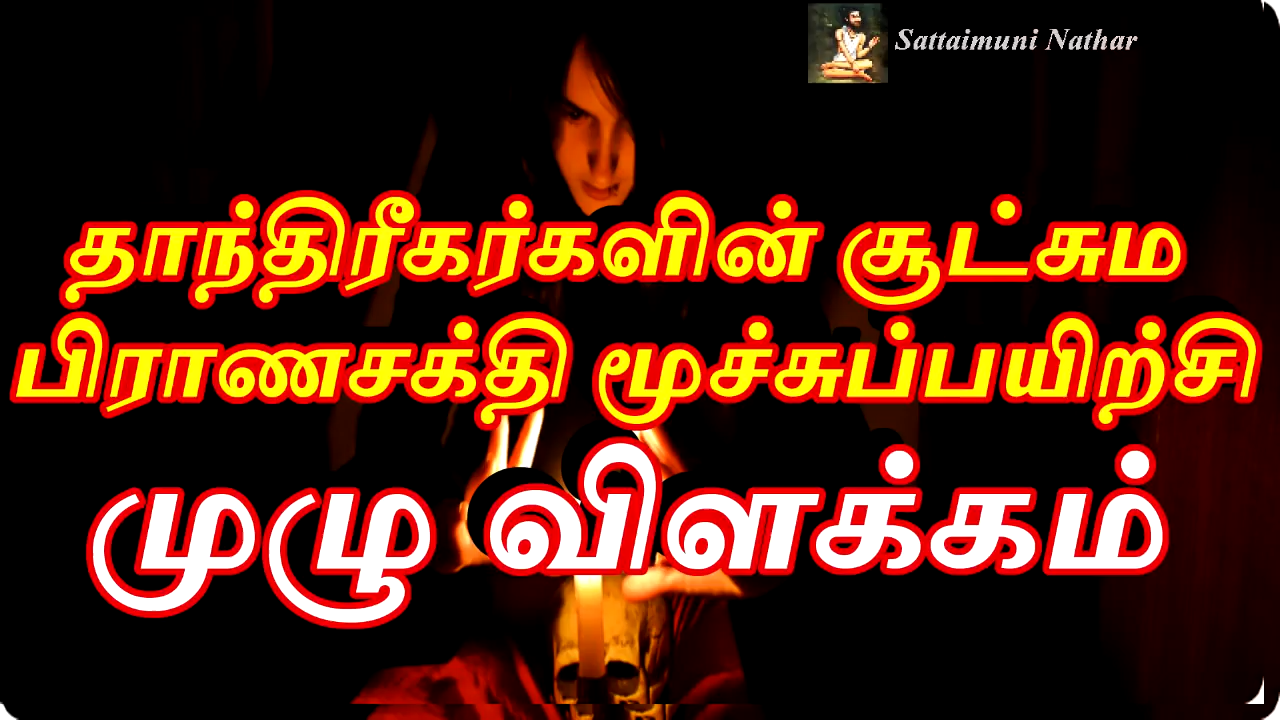 Sattaimuni Nathar
தாந்திரீகர்களின் சூட்சும
பிராணசக்தி மூச்சுப்பயிற்சி
முழு விளக்கம்